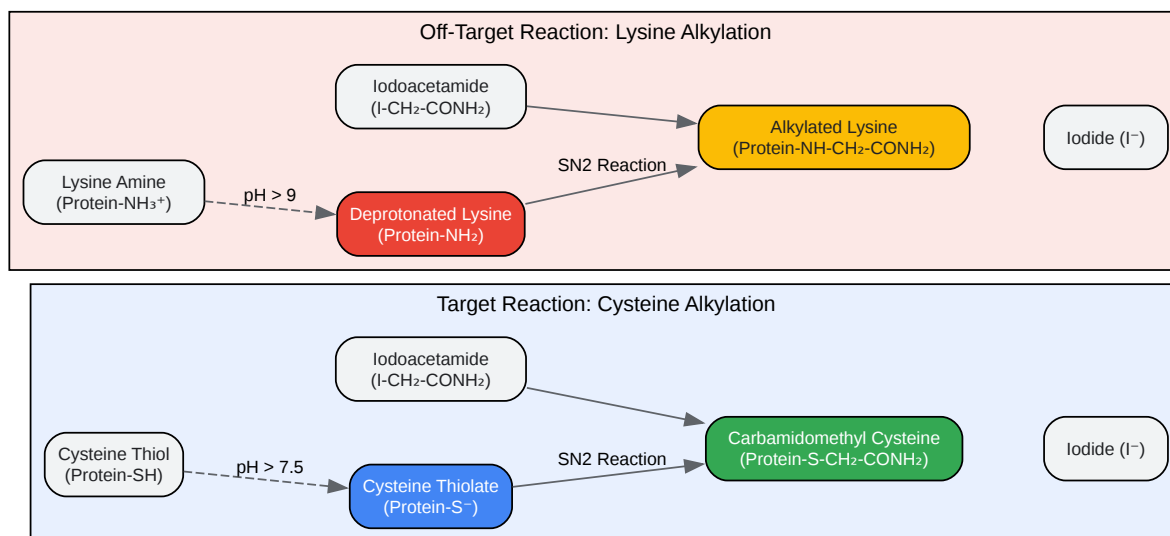 Off-Target Reaction: Lysine Alkylation
Iodoacetamide
(I-CH₂-CONH₂)
Alkylated Lysine
(Protein-NH-CH₂-CONH₂)
Iodide (I⁻)
SN2 Reaction
Lysine Amine
(Protein-NH₃⁺)
pH > 9
Deprotonated Lysine
(Protein-NH₂)
Target Reaction: Cysteine Alkylation
Iodoacetamide
(I-CH₂-CONH₂)
Carbamidomethyl Cysteine
(Protein-S-CH₂-CONH₂)
Iodide (I⁻)
SN2 Reaction
Cysteine Thiol
(Protein-SH)
pH > 7.5
Cysteine Thiolate
(Protein-S⁻)